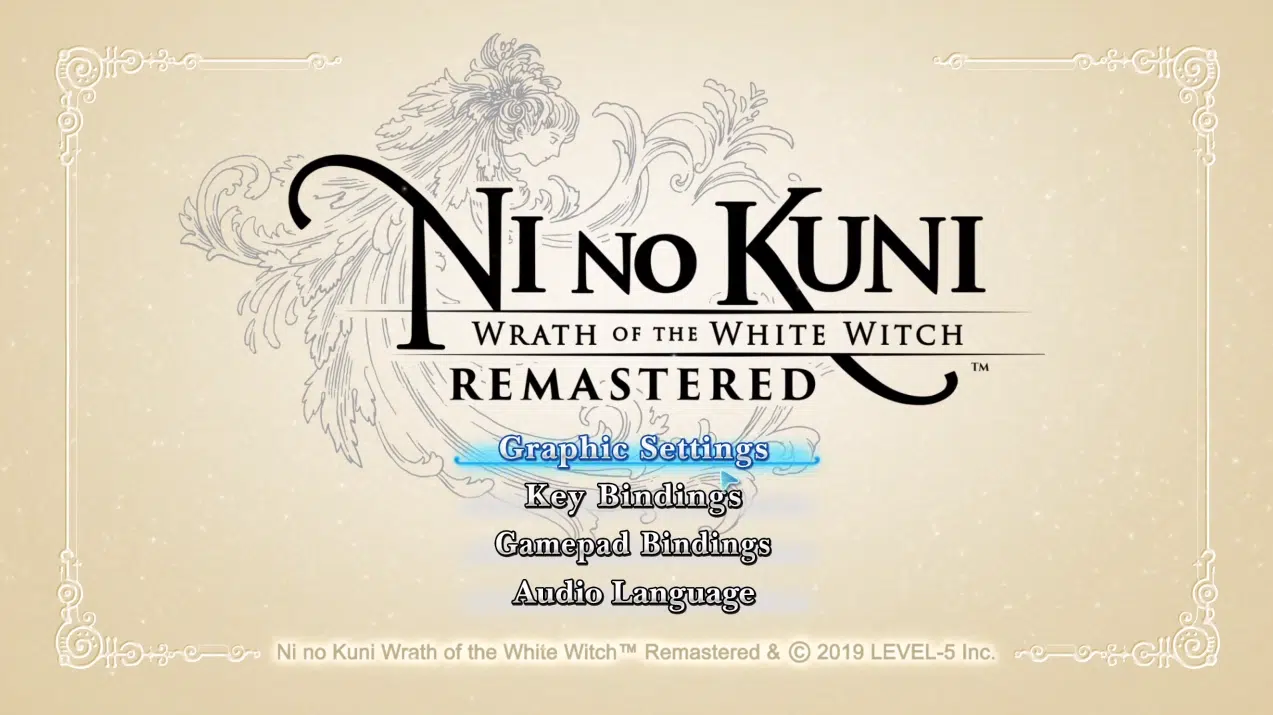 NI NO KUNI
WRATH OF THE WHITE WITCH
REMASTERED ™
Graphic Settings
Key Bindings
Gamepad Bindings
Audio Language
Ni no Kuni Wrath of the White Witch™ Remastered & © 2019 LEVEL-5 Inc.